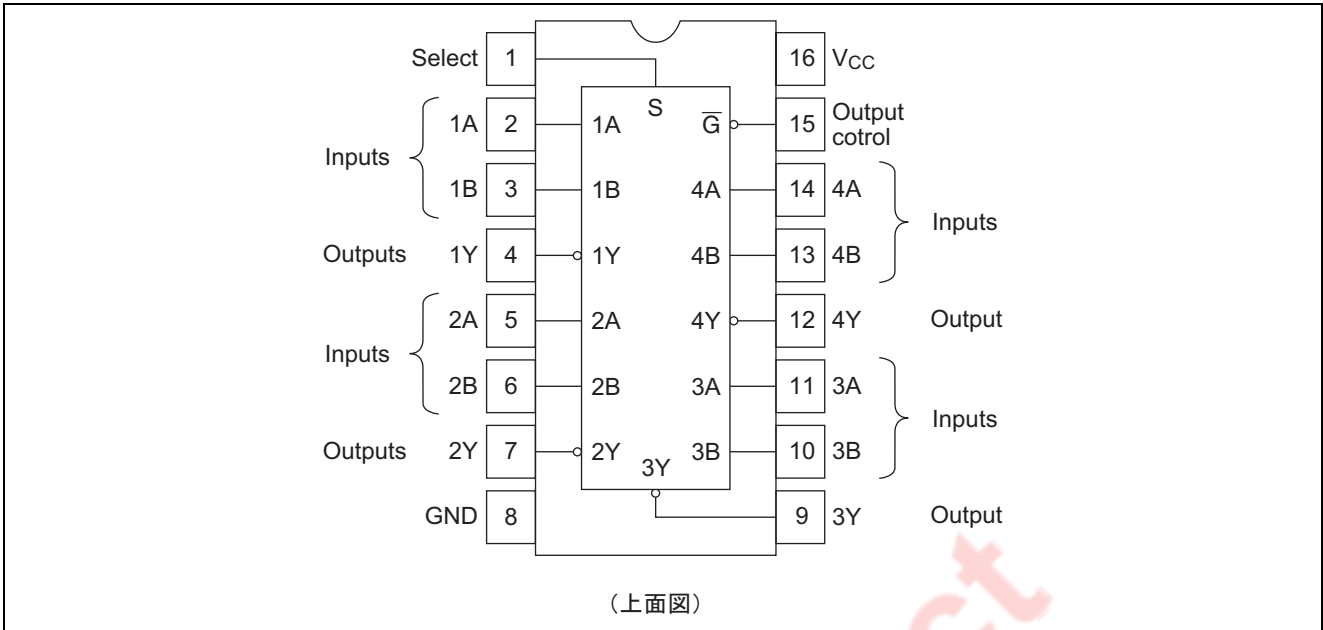 Select 1 16 VCC
S
1A 2 1A G̅ 15 Output cotrol
Inputs
1B 3 1B 4A 14 4A
Inputs
Outputs 1Y 4 1Y 4B 13 4B
2A 5 2A 4Y 12 4Y Output
Inputs
2B 6 2B 3A 11 3A
Inputs
Outputs 2Y 7 2Y 3B 10 3B
3Y
GND 8 9 3Y Output
(上面図)
ct